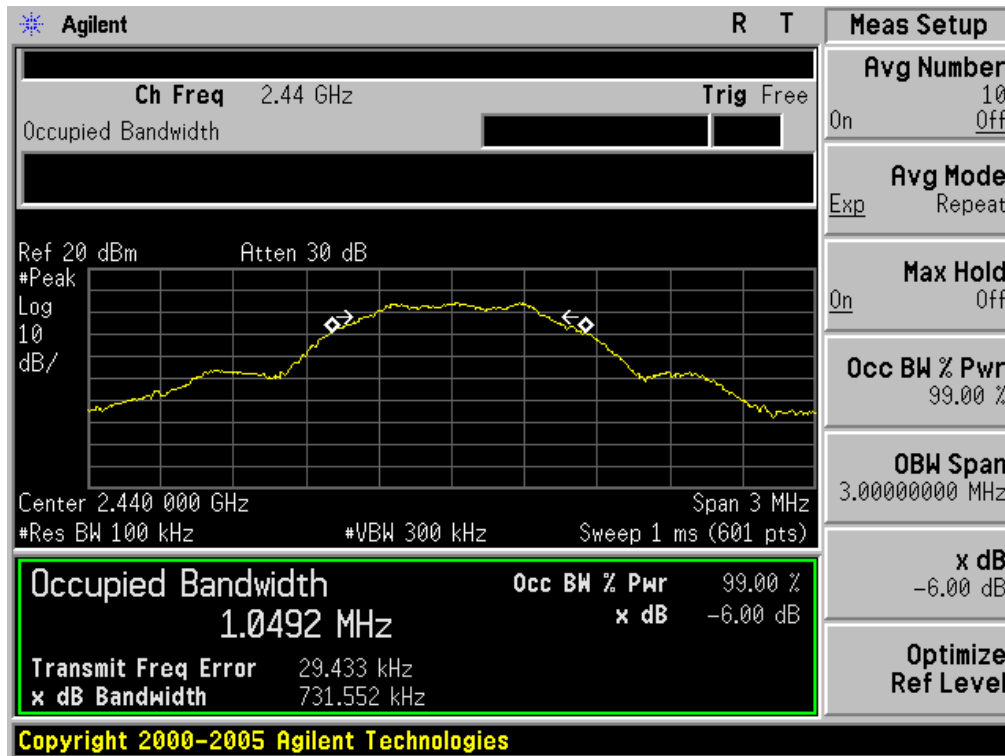 Agilent R T
Ch Freq 2.44 GHz Trig Free
Occupied Bandwidth
Ref 20 dBm Atten 30 dB
#Peak
Log
10
dB/
Center 2.440 000 GHz Span 3 MHz
#Res BW 100 kHz #VBW 300 kHz Sweep 1 ms (601 pts)
Occupied Bandwidth
1.0492 MHz
Occ BW % Pwr 99.00 %
x dB -6.00 dB
Transmit Freq Error 29.433 kHz
x dB Bandwidth 731.552 kHz
Copyright 2000-2005 Agilent Technologies
Meas Setup
Avg Number
10
On Off
Avg Mode
Exp Repeat
Max Hold
On Off
Occ BW % Pwr
99.00 %
OBW Span
3.00000000 MHz
x dB
-6.00 dB
Optimize
Ref Level